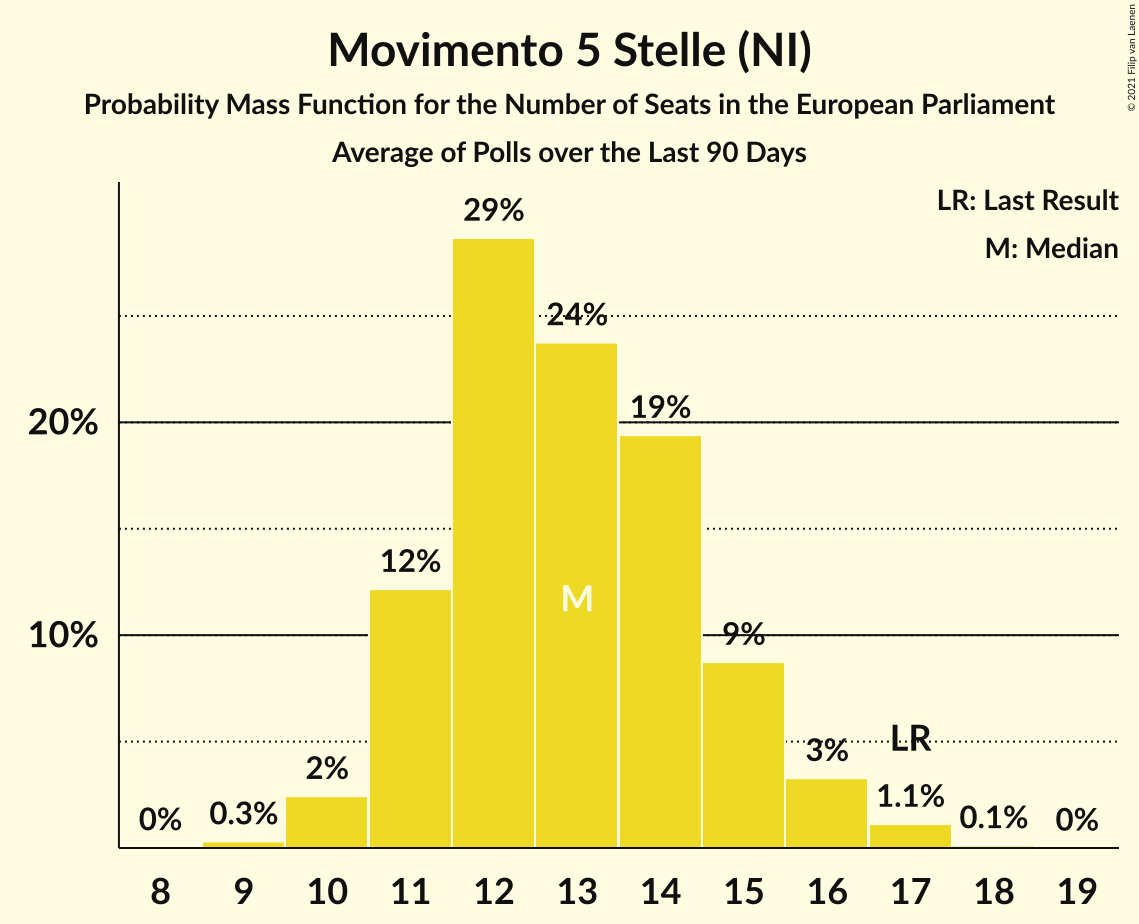 Movimento 5 Stelle (NI)
Probability Mass Function for the Number of Seats in the European Parliament
Average of Polls over the Last 90 Days
© 2021 Filip van Laenen
LR: Last Result
M: Median
29%
24%
20%
19%
12%
M
10%
9%
LR
3%
2%
1.1%
0.3%
0.1%
0%
0%
8 9 10 11 12 13 14 15 16 17 18 19